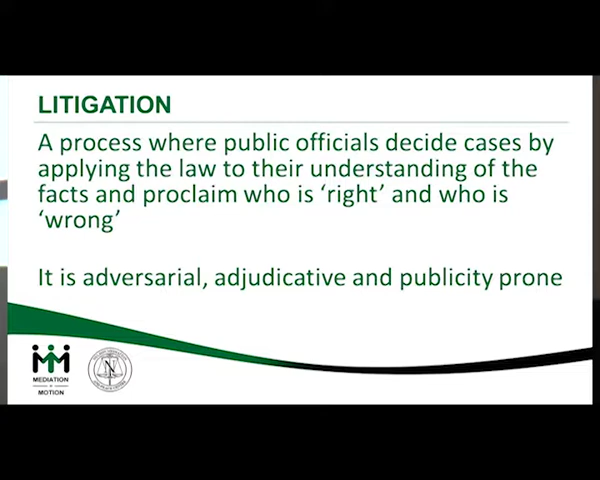 LITIGATION
A process where public officials decide cases by
applying the law to their understanding of the
facts and proclaim who is ‘right’ and who is
‘wrong’
It is adversarial, adjudicative and publicity prone
MEDIATION
MOTION